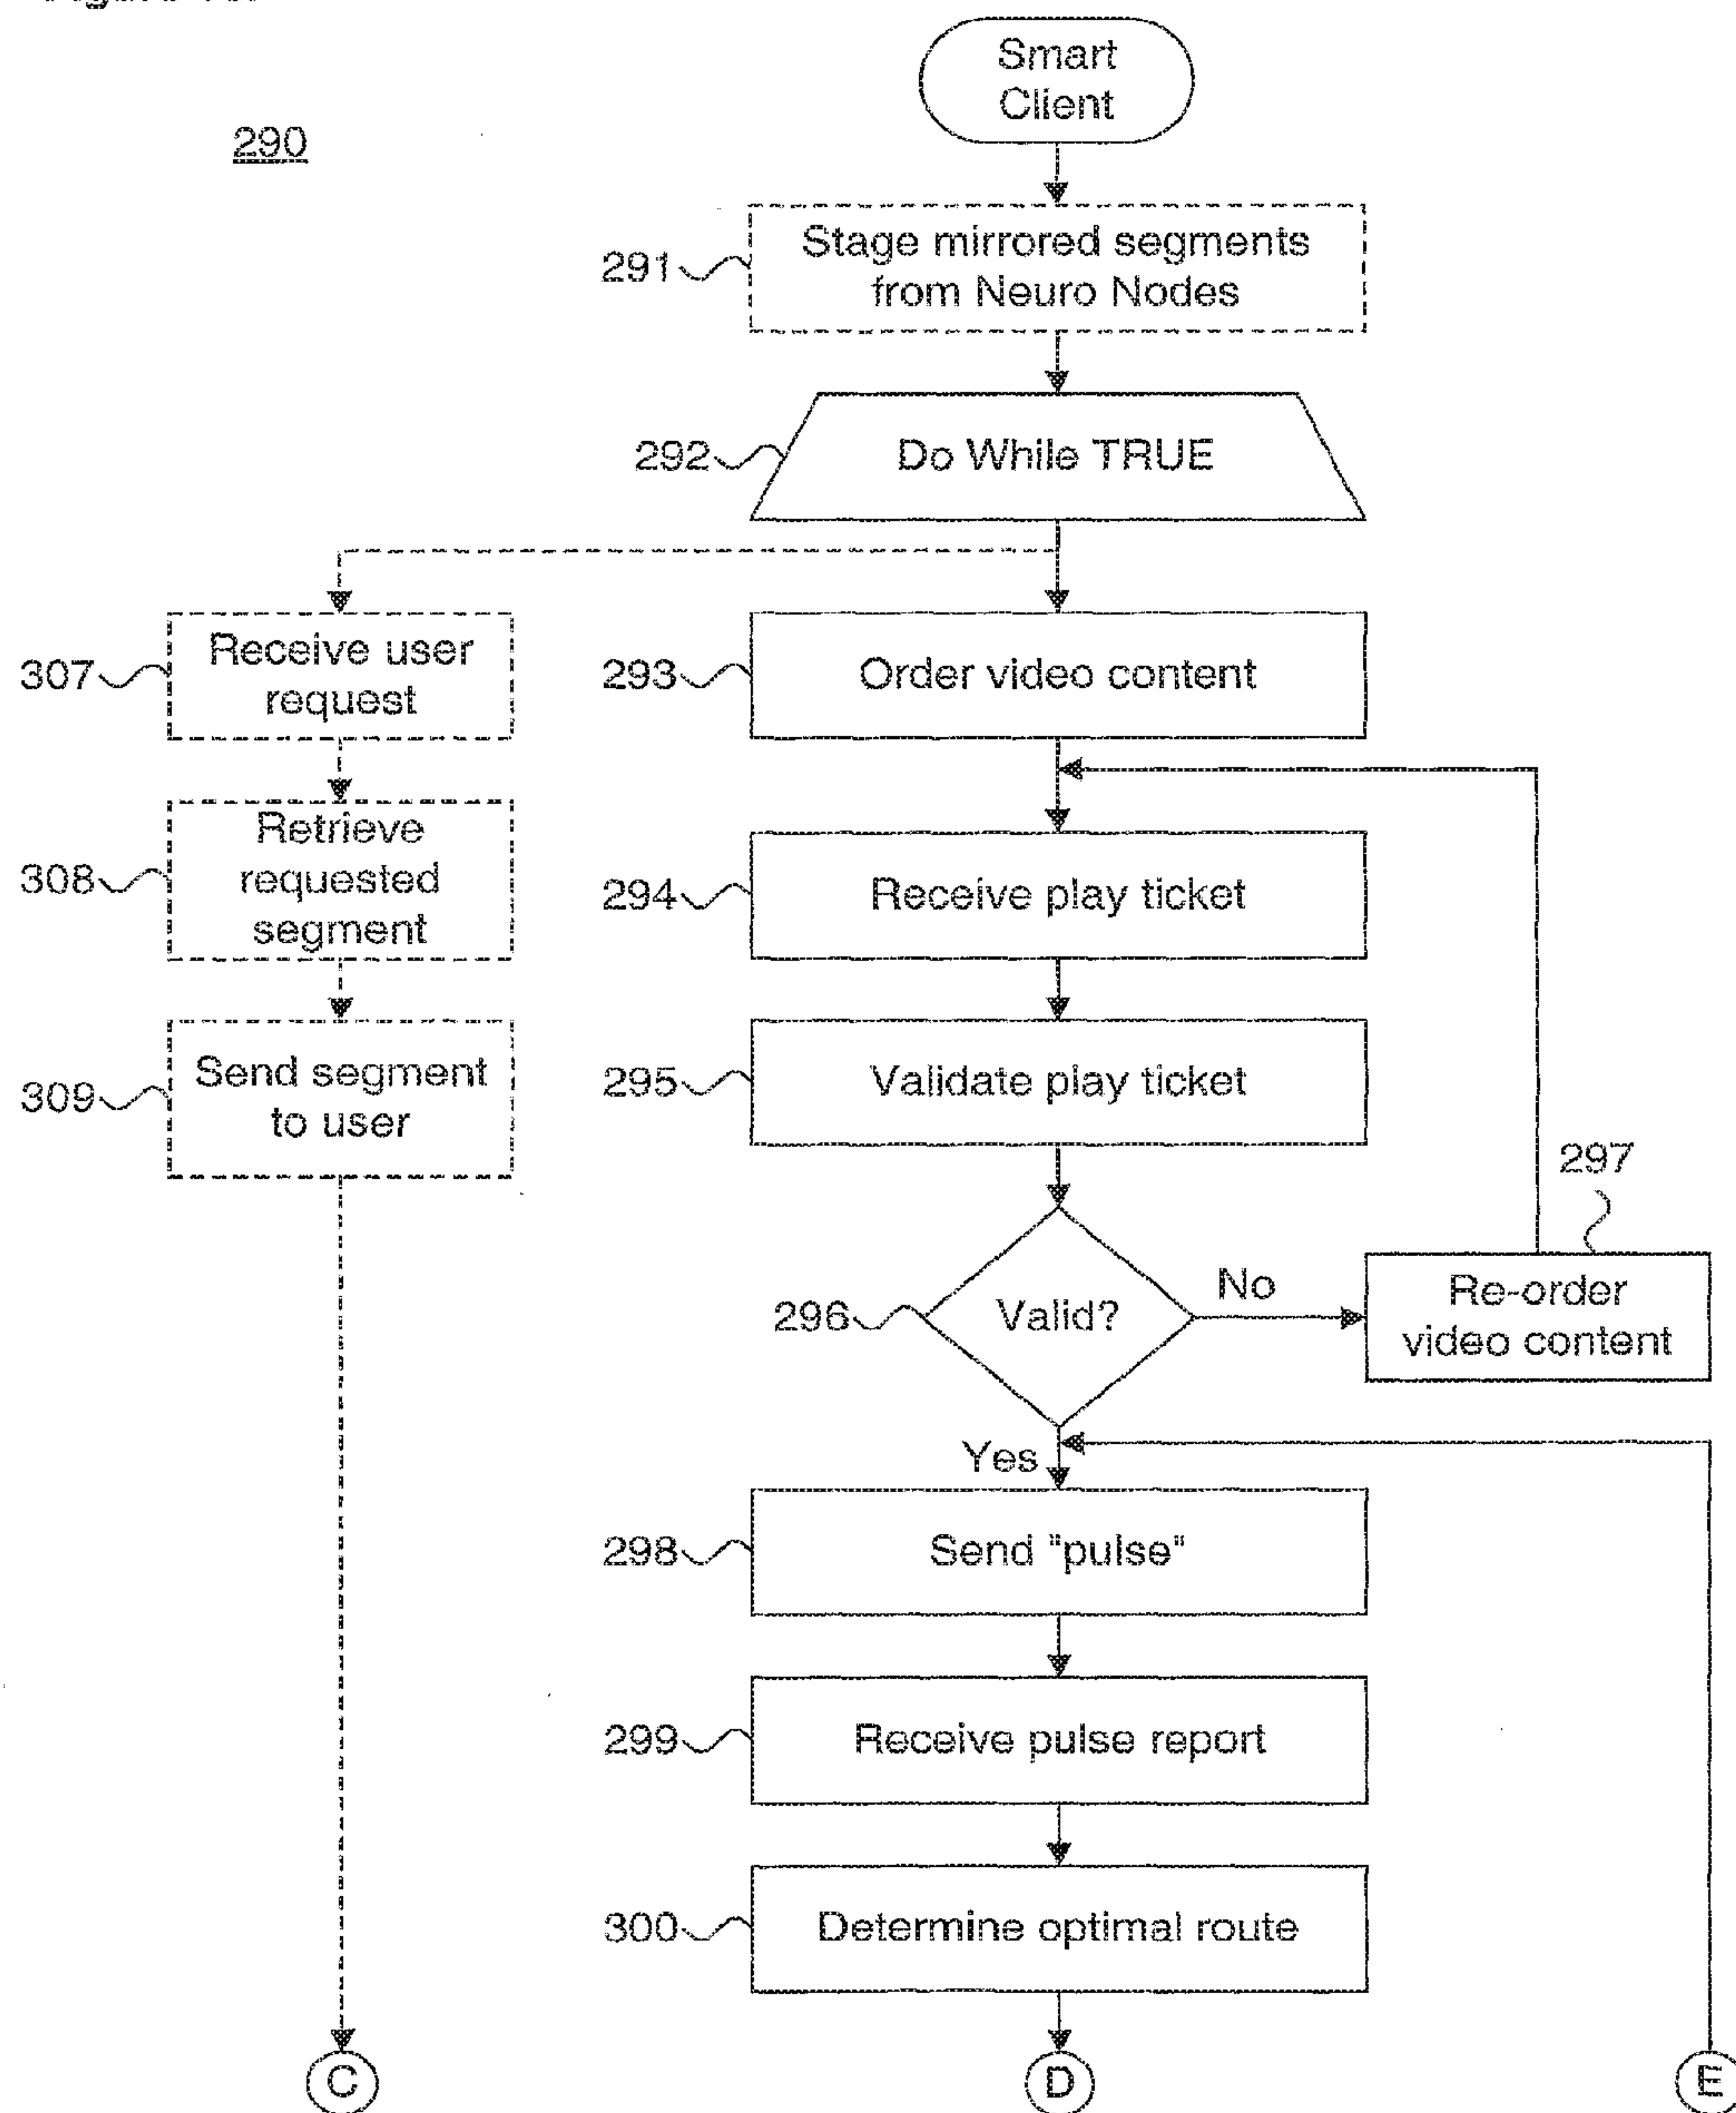 Smart
Client
290
Stage mirrored segments
from Neuro Nodes
291
Do While TRUE
292
Receive user
request
307
Order video content
293
Retrieve
requested
segment
308
Receive play ticket
294
Send segment
to user
309
Validate play ticket
295
297
Valid?
296
No
Re-order
video content
Yes
Send "pulse"
298
Receive pulse report
299
Determine optimal route
300
C
D
E